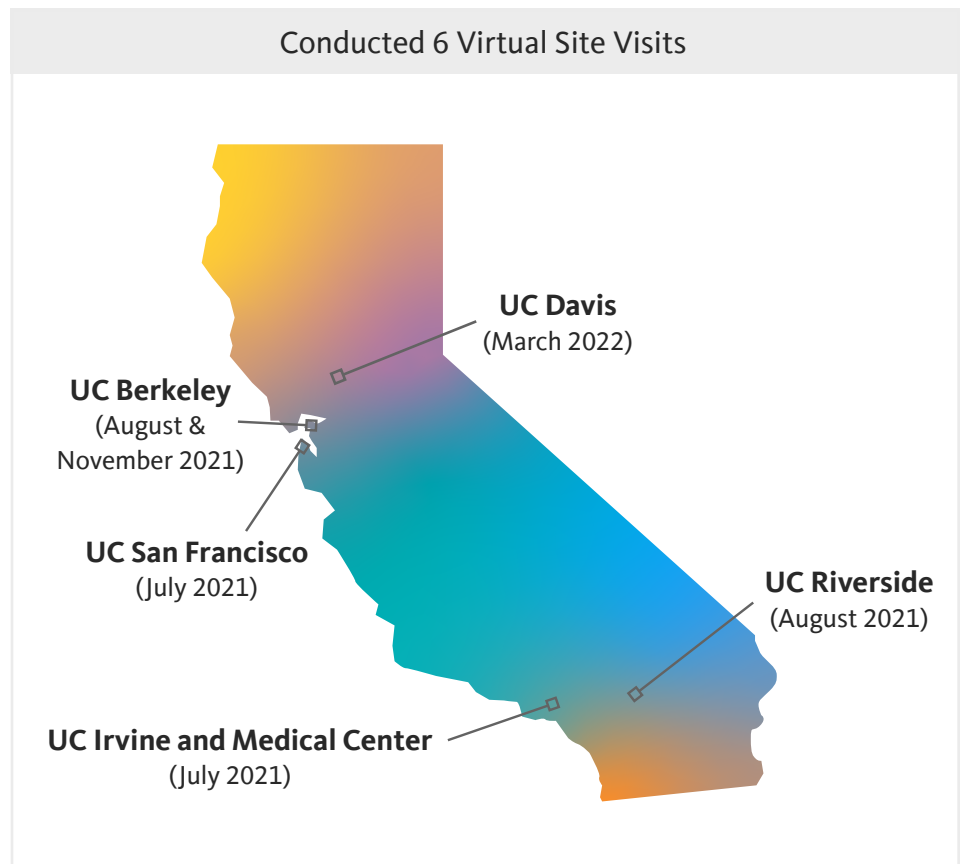 Conducted 6 Virtual Site Visits
UC Davis
(March 2022)
UC Berkeley
(August &
November 2021)
UC San Francisco
(July 2021)
UC Riverside
(August 2021)
UC Irvine and Medical Center
(July 2021)